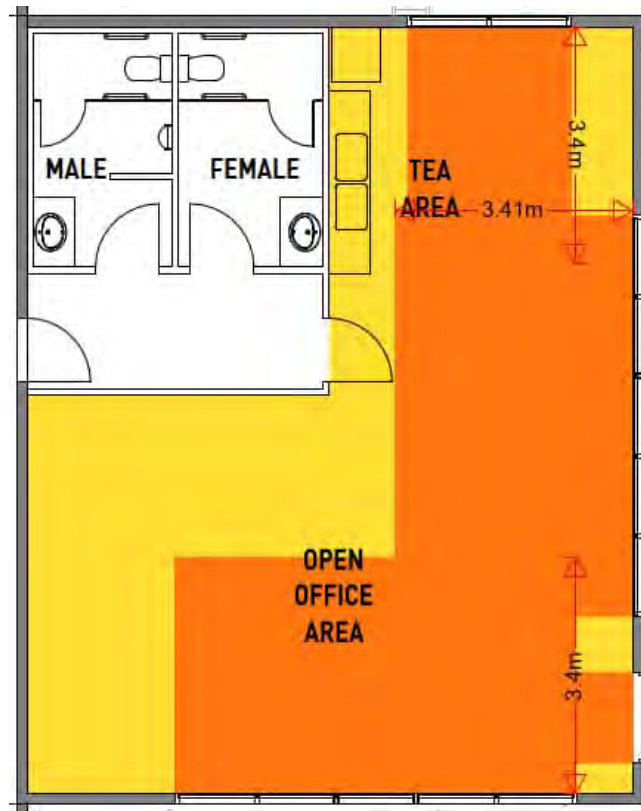 MALE
FEMALE
TEA
AREA
3.4m
3.41m
OPEN
OFFICE
AREA
3.4m